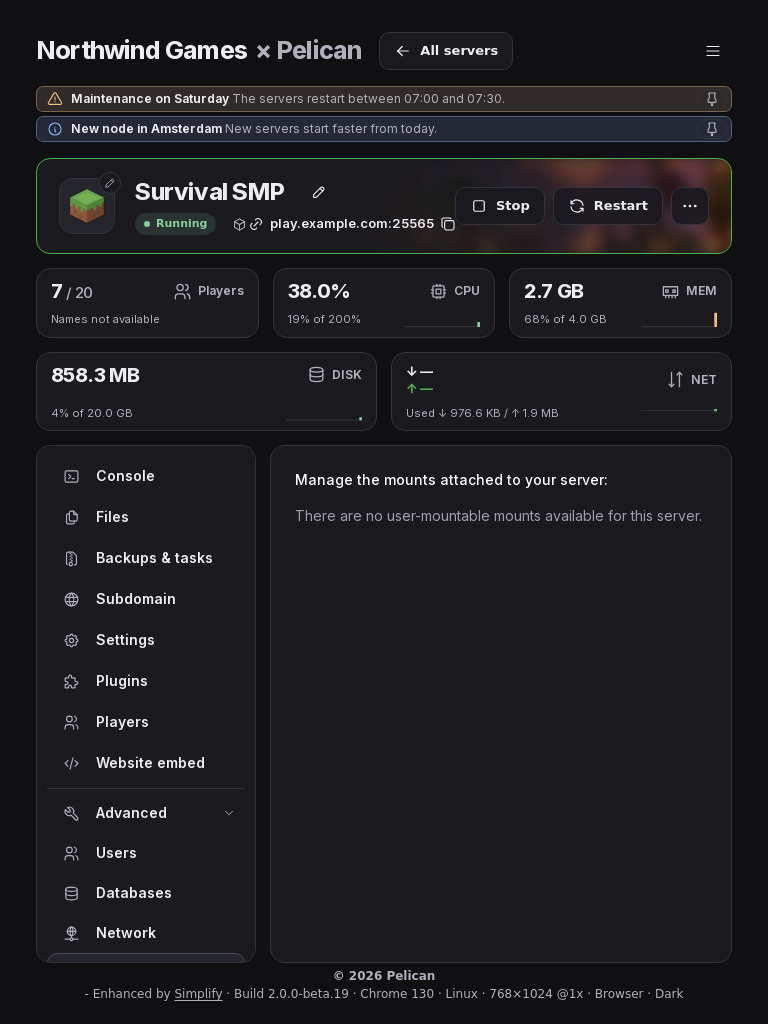 Northwind Games × Pelican
All servers
Maintenance on Saturday The servers restart between 07:00 and 07:30.
New node in Amsterdam New servers start faster from today.
Survival SMP
Running
play.example.com:25565
Stop
Restart
7 / 20
Players
Names not available
38.0%
CPU
19% of 200%
2.7 GB
MEM
68% of 4.0 GB
858.3 MB
DISK
4% of 20.0 GB
↓ —
↑ —
NET
Used ↓ 976.6 KB / ↑ 1.9 MB
Console
Files
Backups & tasks
Subdomain
Settings
Plugins
Players
Website embed
Advanced
Users
Databases
Network
Manage the mounts attached to your server:
There are no user-mountable mounts available for this server.
© 2026 Pelican
- Enhanced by Simplify · Build 2.0.0-beta.19 · Chrome 130 · Linux · 768×1024 @1x · Browser · Dark